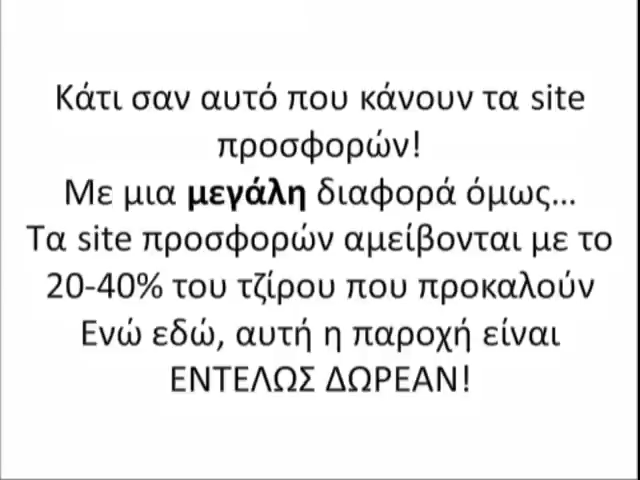 Κάτι σαν αυτό που κάνουν τα site
προσφορών!
Με μια μεγάλη διαφορά όμως...
Τα site προσφορών αμείβονται με το
20-40% του τζίρου που προκαλούν
Ενώ εδώ, αυτή η παροχή είναι
ΕΝΤΕΛΩΣ ΔΩΡΕΑΝ!